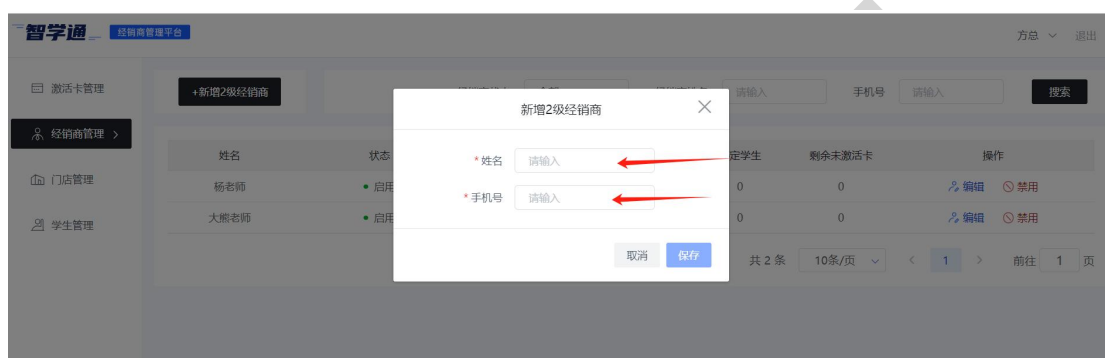 智学通 经销商管理平台 方总 退出
激活卡管理 +新增2级经销商 请输入 手机号 请输入 搜索
新增2级经销商
经销商管理
姓名 状态 定学生 剩余未激活卡 操作
*姓名 请输入
门店管理 杨老师 启用 0 0 编辑 禁用
*手机号 请输入
学生管理 大熊老师 启用 0 0 编辑 禁用
取消 保存 共 2 条 10条/页 1 前往 1 页